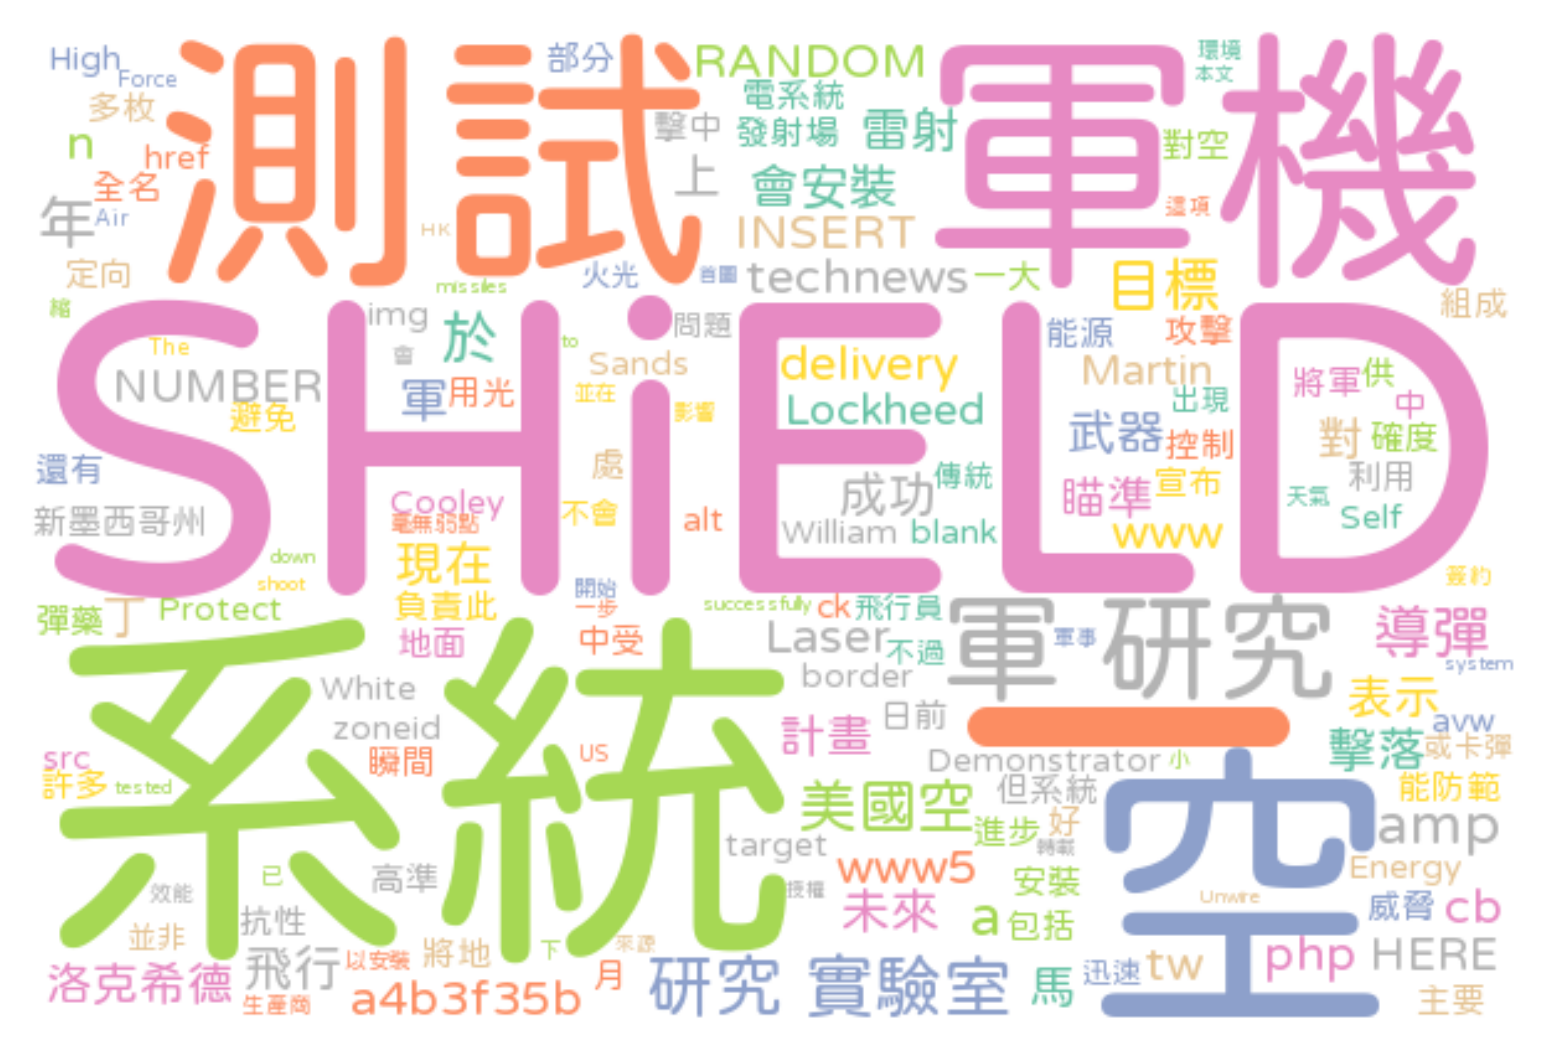 High
Force
測試
部分
RANDOM
軍機
環境
本文
多枚
電系統
擊中
發射場
雷射
對空
n
href
全名
上
會安裝
這項
年
Air
HK
INSERT
定向
missiles
火光
首圖
technews
一大
目標
組成
縮
SHiELD
img
於
問題
能源
攻擊
The
會
to
Sands
delivery
Martin
將軍
供
NUMBER
軍
用光
並在
Lockheed
出現
中
避免
影響
武器
控制
對
確度
還有
處
成功
傳統
瞄準
宣布
利用
新墨西哥州
Cooley
毫無弱點
不會
alt
William
blank
www
天氣
Self
down
shoot
現在
開始
簽約
彈藥
丁
Protect
負責此
一步
successfully
ck
飛行員
軍
研究
導彈
地面
中受
Laser
不過
軍事
system
系統
White
border
表示
zoneid
計畫
日前
一
avw
src
瞬間
US
Demonstrator
小
擊落
或卡彈
許多
tested
美國空
但系統
空
能防範
進步
好
amp
target
轉載
www5
Energy
效能
已
高準
授權
安裝
Unwire
抗性
未來
a
包括
威脅
cb
並非
飛行
以安裝
將地
下
來源
月
研究
實驗室
馬
迅速
tw
php
HERE
洛克希德
生產商
a4b3f35b
主要